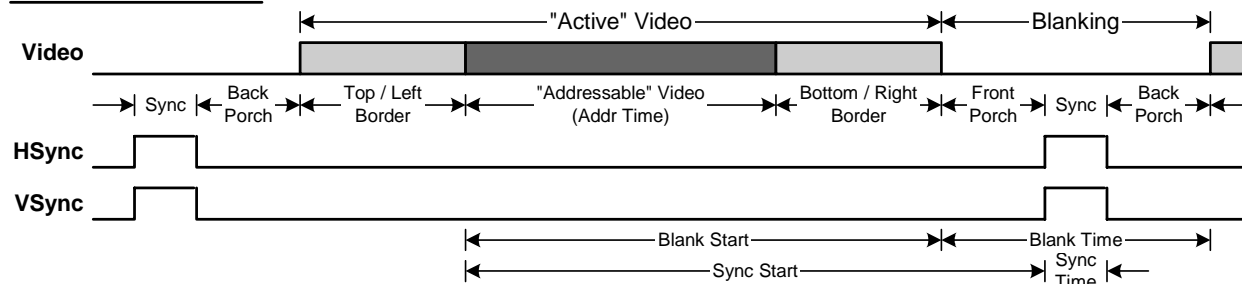 "Active" Video
Blanking
Video
Sync
Back Porch
Top / Left Border
"Addressable" Video (Addr Time)
Bottom / Right Border
Front Porch
Sync
Back Porch
HSync
VSync
Blank Start
Blank Time
Sync Start
Sync Time